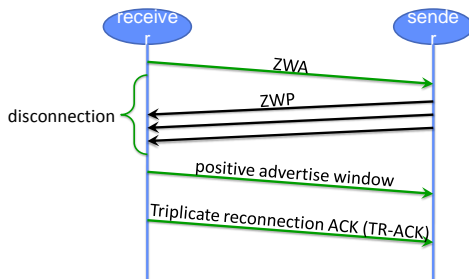 receive
r
sende
r
ZWA
ZWP
disconnection
positive advertise window
Triplicate reconnection ACK (TR-ACK)